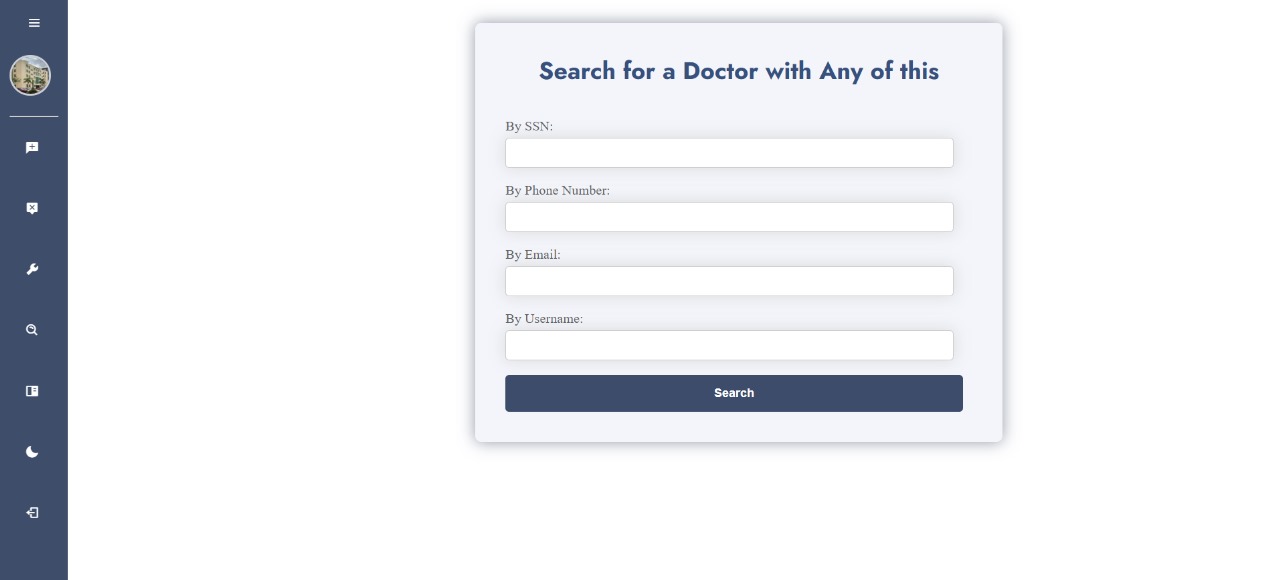 Search for a Doctor with Any of this
By SSN:
By Phone Number:
By Email:
By Username:
Search